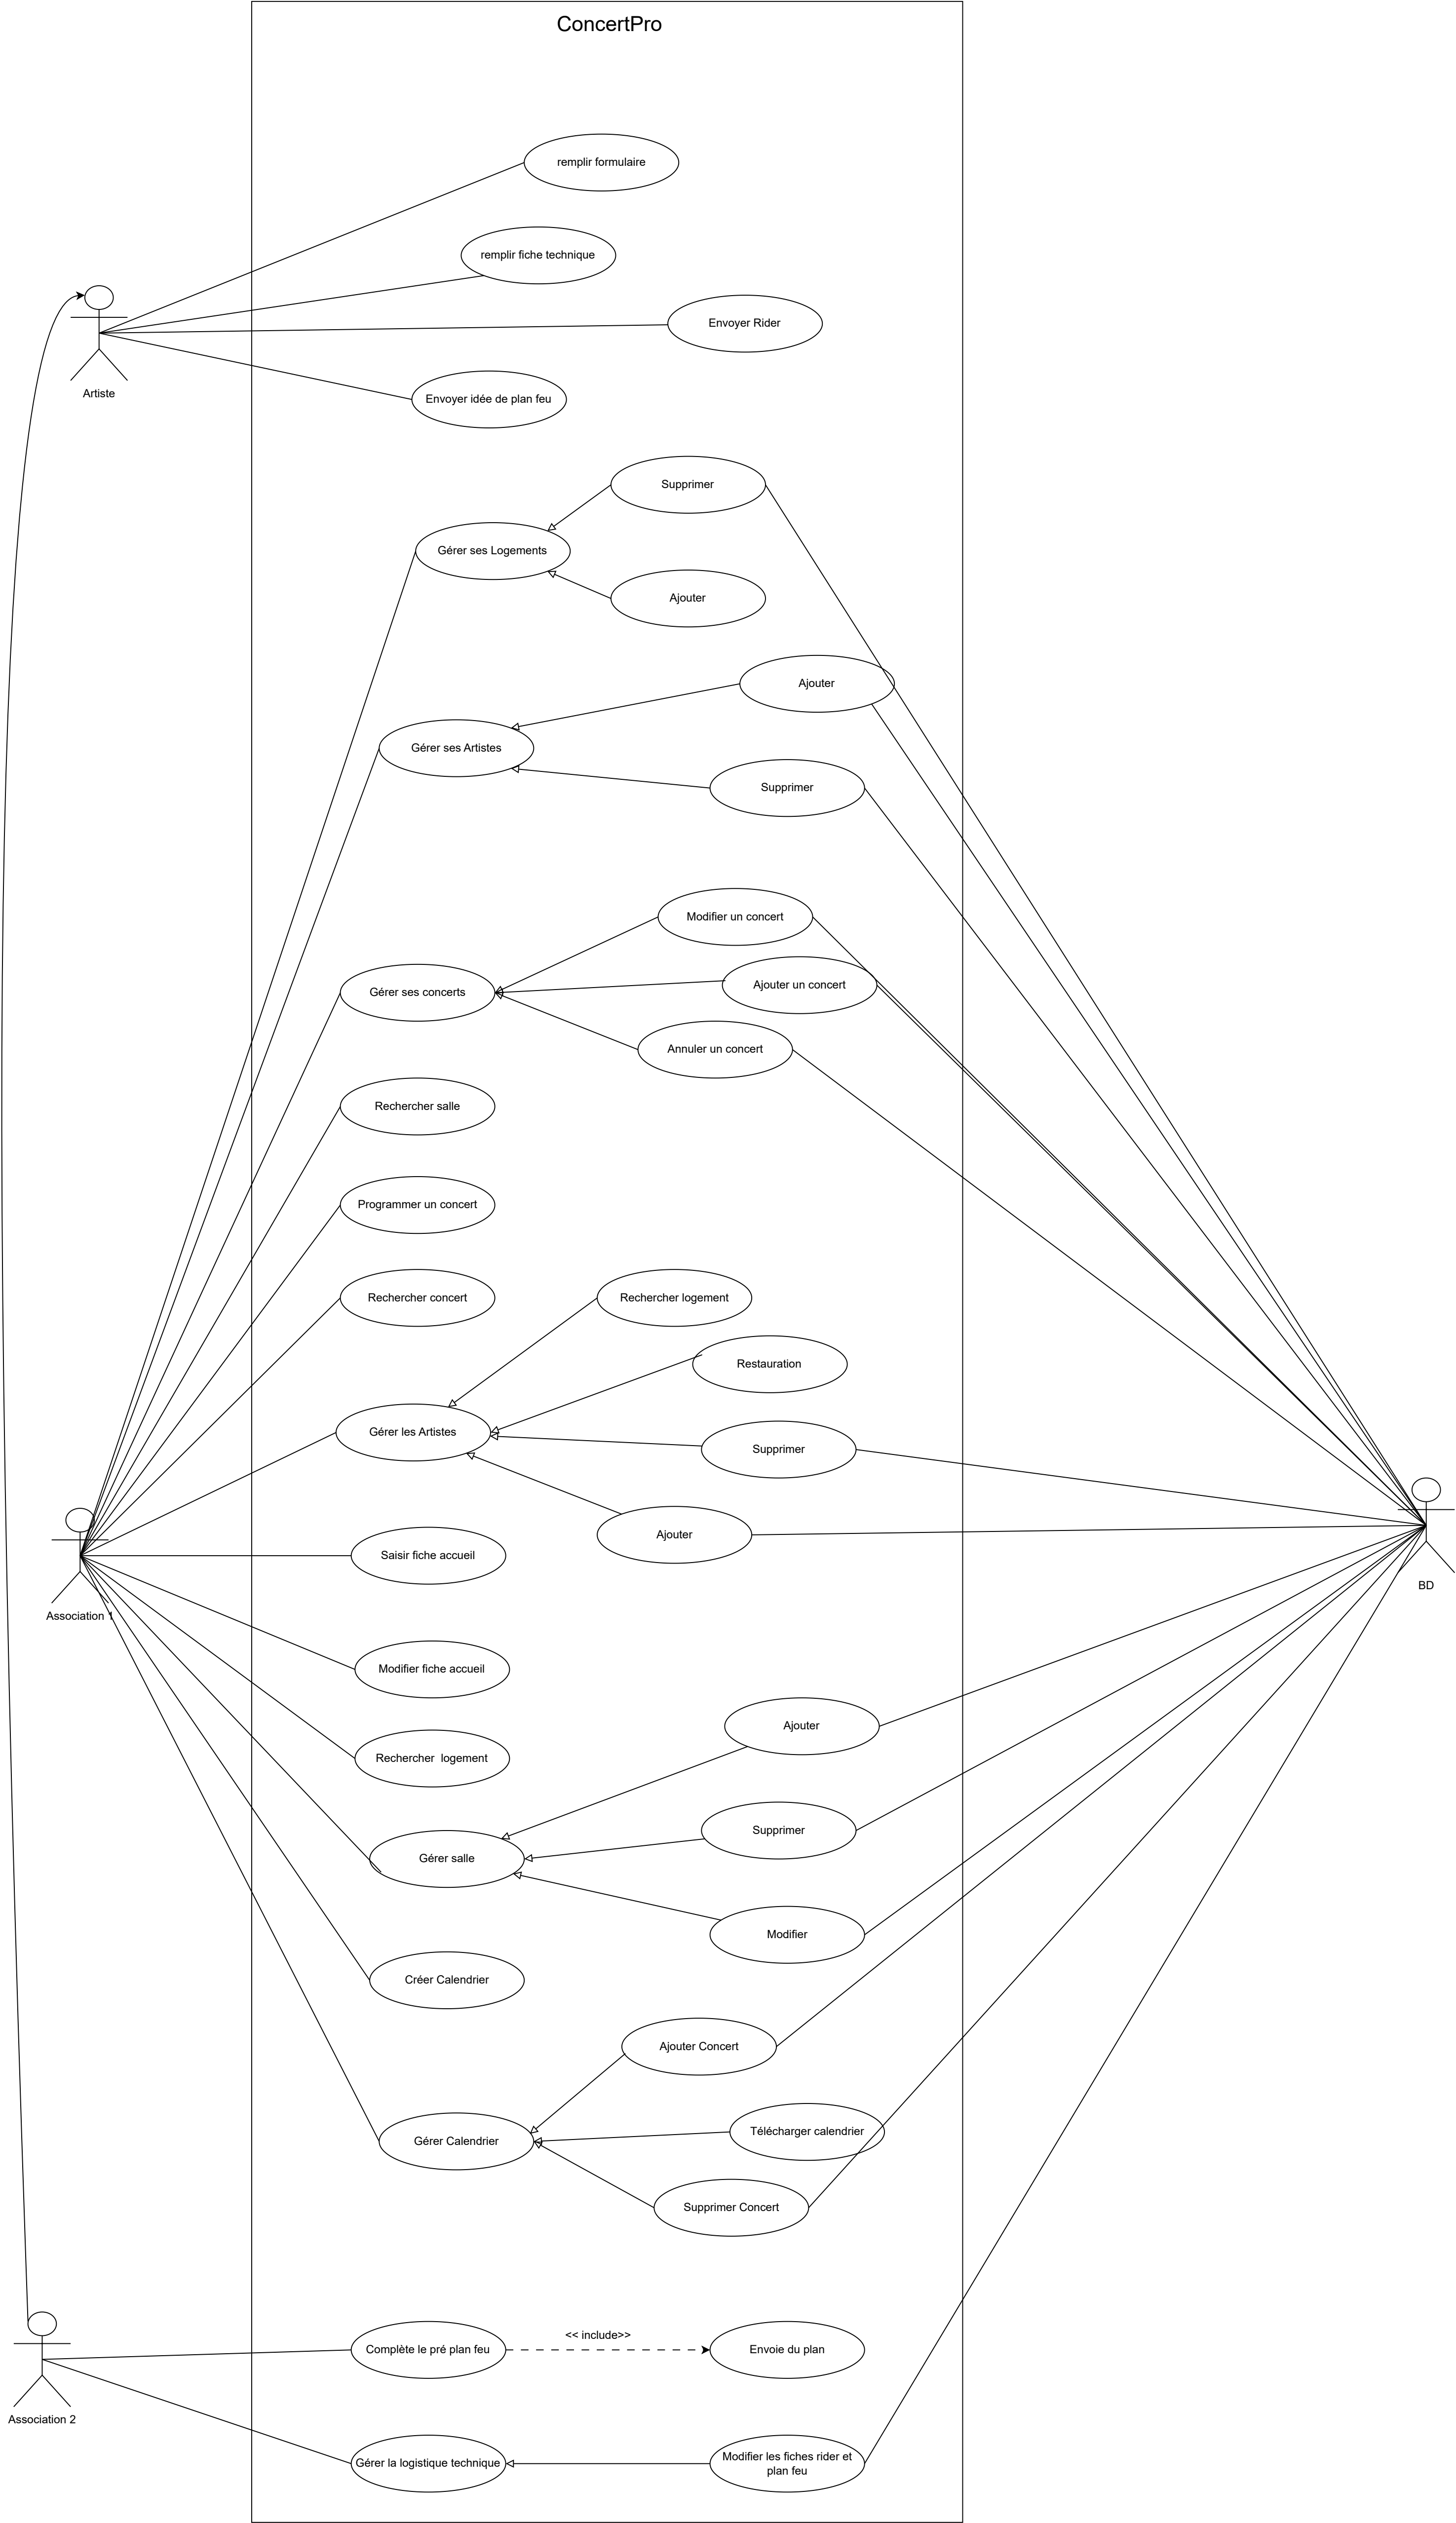 ConcertPro
remplir formulaire
remplir fiche technique
Envoyer Rider
Artiste
Envoyer idée de plan feu
Supprimer
Gérer ses Logements
Ajouter
Ajouter
Gérer ses Artistes
Supprimer
Modifier un concert
Ajouter un concert
Gérer ses concerts
Annuler un concert
Rechercher salle
Programmer un concert
Rechercher concert
Rechercher logement
Restauration
Gérer les Artistes
Supprimer
Ajouter
Saisir fiche accueil
BD
Association 1
Modifier fiche accueil
Ajouter
Rechercher  logement
Supprimer
Gérer salle
Modifier
Créer Calendrier
Ajouter Concert
Télécharger calendrier
Gérer Calendrier
Supprimer Concert
<< include>>
Complète le pré plan feu
Envoie du plan
Association 2
Gérer la logistique technique
Modifier les fiches rider et
plan feu